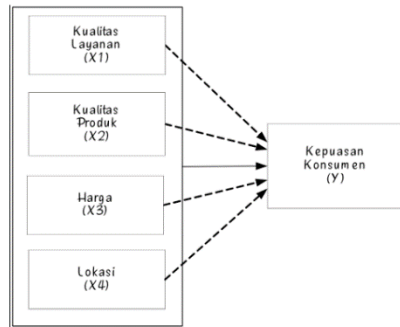 Kualitas
Layanan
(X1)
Kualitas
Produk
(X2)
Harga
(X3)
Lokasi
(X4)
Kepuasan
Konsumen
(Y)